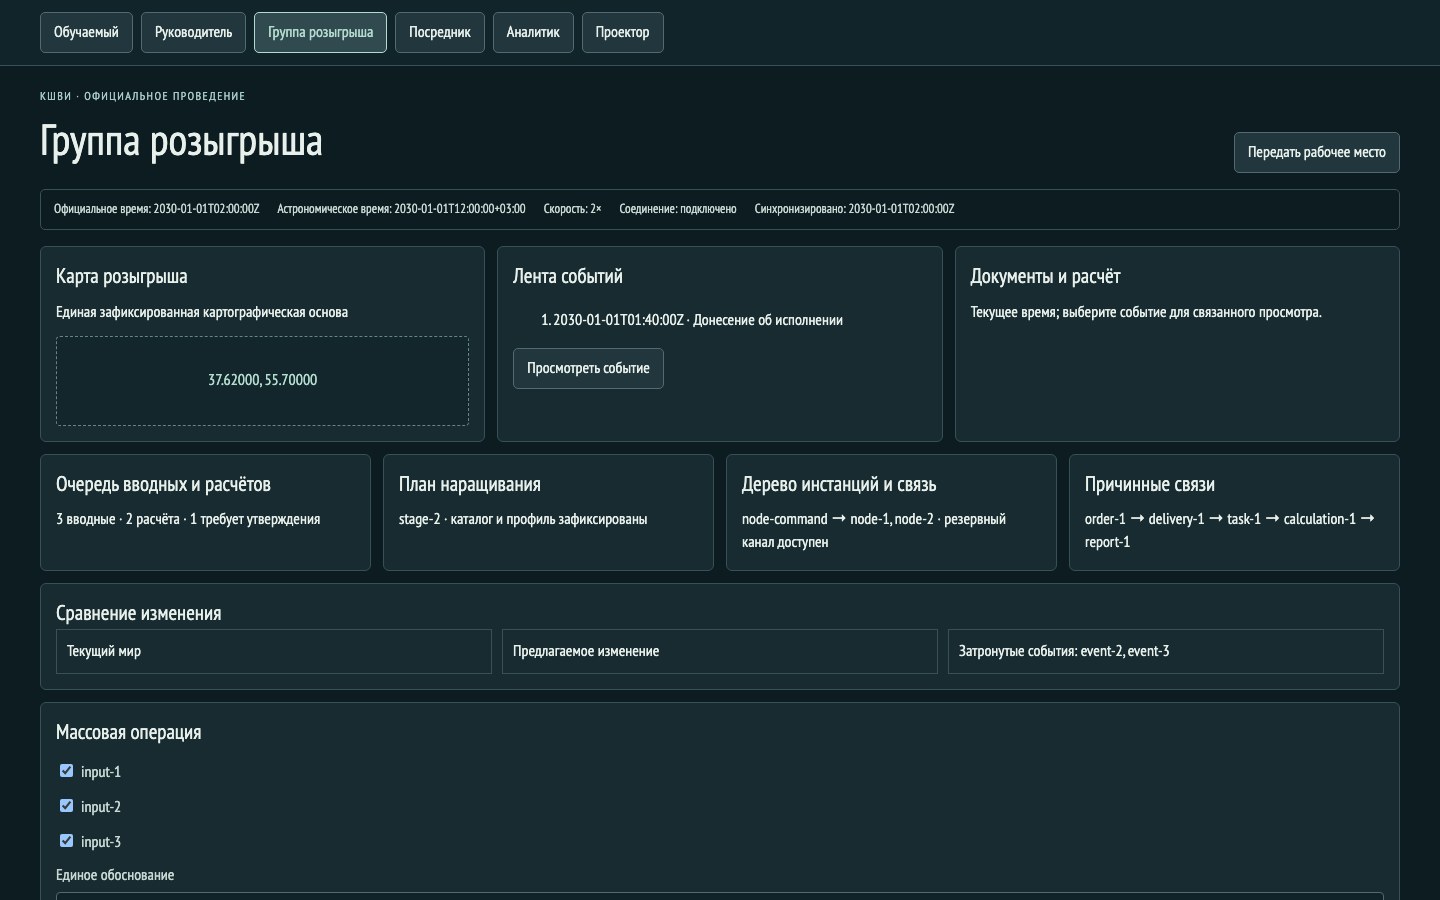 Обучаемый
Руководитель
Группа розыгрыша
Посредник
Аналитик
Проектор
КШВИ · ОФИЦИАЛЬНОЕ ПРОВЕДЕНИЕ
Группа розыгрыша
Передать рабочее место
Официальное время: 2030-01-01T02:00:00Z
Астрономическое время: 2030-01-01T12:00:00+03:00
Скорость: 2×
Соединение: подключено
Синхронизировано: 2030-01-01T02:00:00Z
Карта розыгрыша
Единая зафиксированная картографическая основа
37.62000, 55.70000
Лента событий
1. 2030-01-01T01:40:00Z · Донесение об исполнении
Просмотреть событие
Документы и расчёт
Текущее время; выберите событие для связанного просмотра.
Очередь вводных и расчётов
3 вводные · 2 расчёта · 1 требует утверждения
План наращивания
stage-2 · каталог и профиль зафиксированы
Дерево инстанций и связь
node-command → node-1, node-2 · резервный
канал доступен
Причинные связи
order-1 → delivery-1 → task-1 → calculation-1 →
report-1
Сравнение изменения
Текущий мир
Предлагаемое изменение
Затронутые события: event-2, event-3
Массовая операция
input-1
input-2
input-3
Единое обоснование